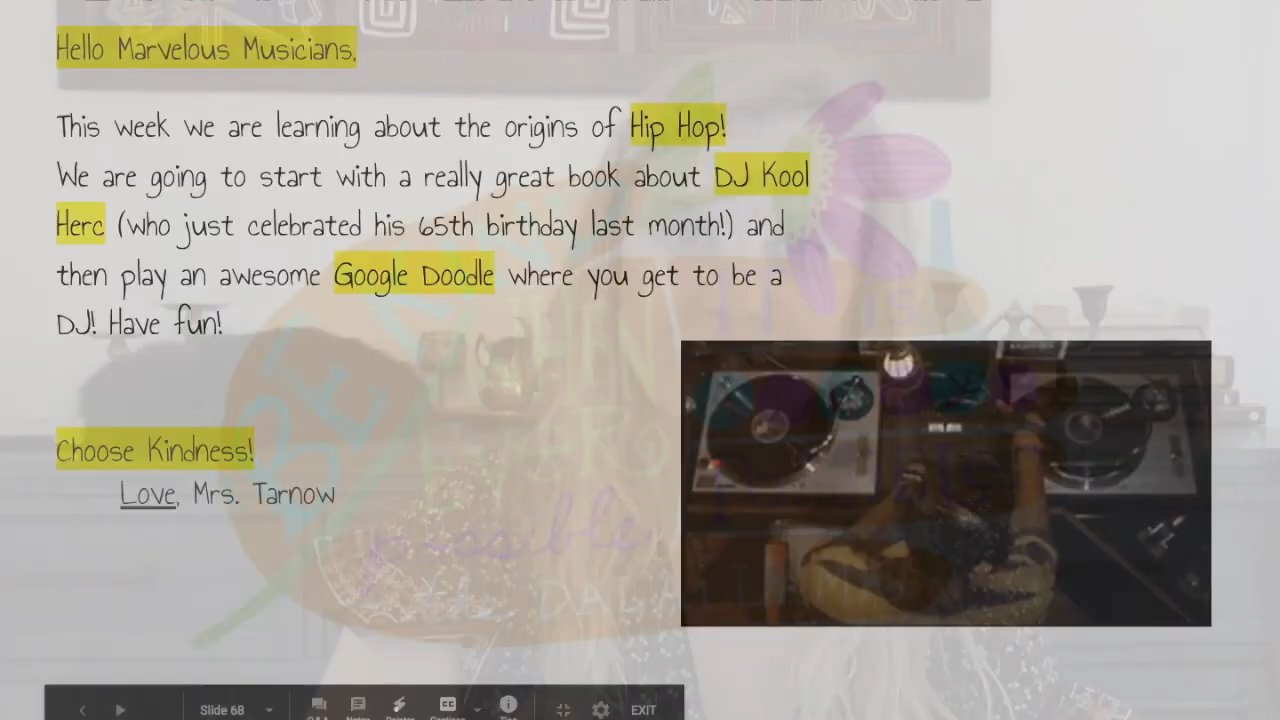 Hello Marvelous Musicians,
This week we are learning about the origins of Hip Hop!
We are going to start with a really great book about DJ Kool
Herc (who just celebrated his 65th birthday last month!) and
then play an awesome Google Doodle where you get to be a
DJ! Have fun!
Choose Kindness!
Love, Mrs. Tarnow
possible
Slide 68
EXIT